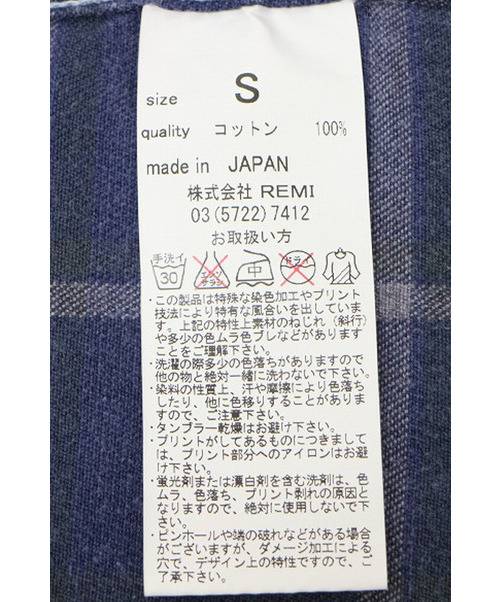 size S
quality コットン 100%
made in JAPAN
株式会社 REMI
03(5722)7412
お取扱い方
手洗イ
30
エンソ
サラシ
中
ドライ
・この製品は特殊な染色加工やプリント
技法により特有な風合いを出していま
す。上記の特性上素材のねじれ(斜行)
や多少の色ムラ色ブレなどがあります
ことをご理解下さい。
・洗濯の際多少の色落ちがありますので
他の物と絶対一緒に洗わないで下さい。
・染料の性質上、汗や摩擦により色落ち
したり、他に色移りすることがありま
すので、ご注意下さい。
・タンブラー乾燥はお避け下さい。
・プリントがしてあるものにつきまして
は、プリント部分へのアイロンはお避
け下さい。
・蛍光剤または漂白剤を含む洗剤は、色
ムラ、色落ち、プリント剥れの原因と
なりますので、絶対に使用しないで下
さい。
・ピンホールや端の破れなどがある場合
がございますが、ダメージ加工による
穴で、デザイン上の特性ですので、ご
了承下さい。